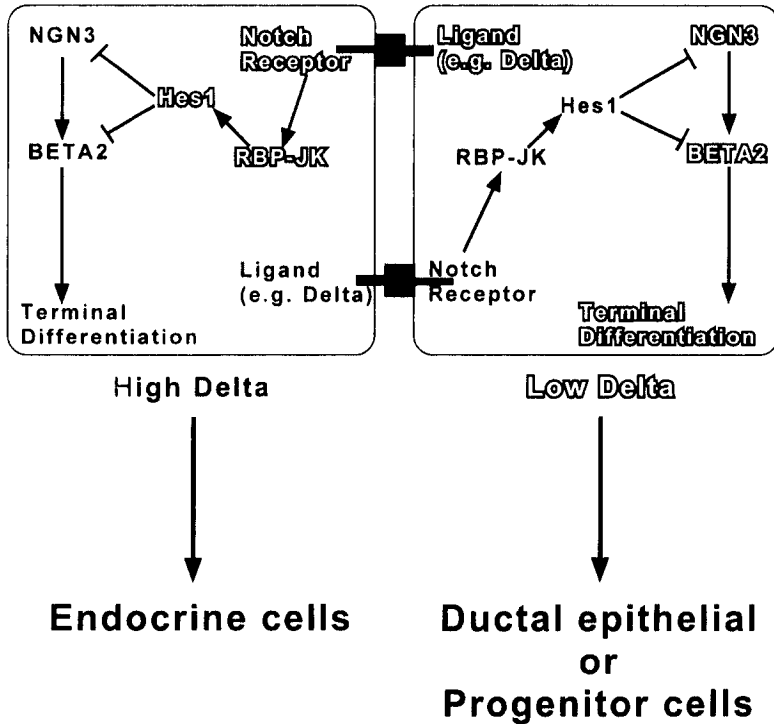 NGN3
Notch
Receptor
Hes1
BETA2
RBP-JK
Ligand
(e.g. Delta)
Terminal
Differentiation
High Delta
Endocrine cells
Ligand
(e.g. Delta)
NGN3
Hes1
RBP-JK
BETA2
Notch
Receptor
Terminal
Differentiation
Low Delta
Ductal epithelial
or
Progenitor cells